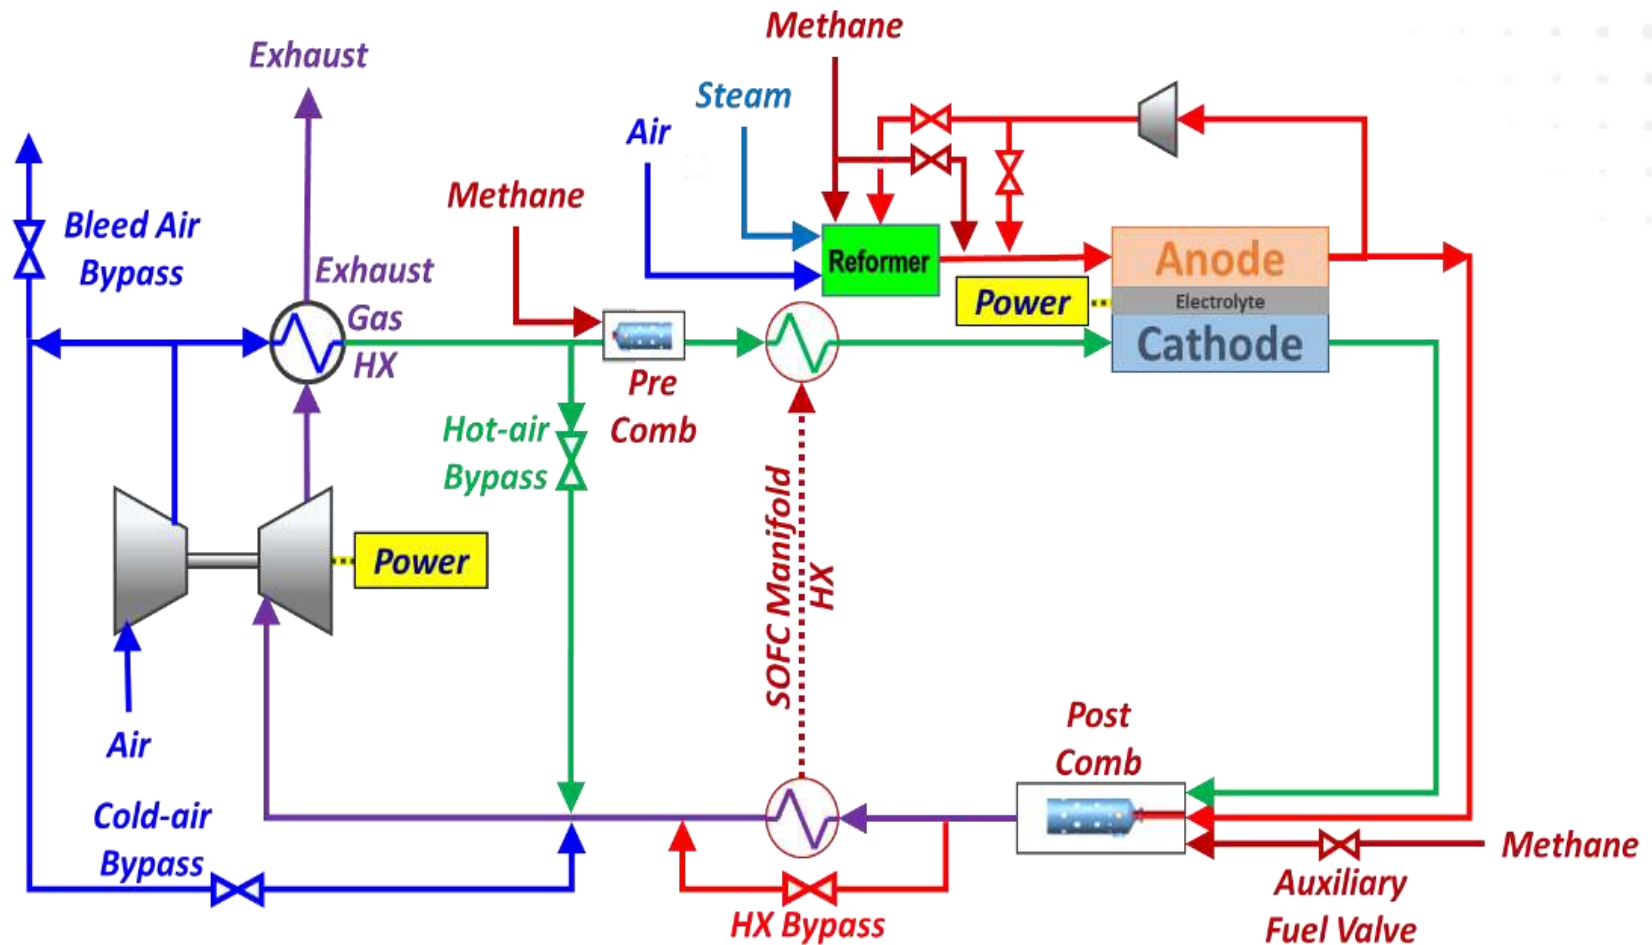 Methane
Exhaust
Steam
Air
Methane
Bleed Air
Bypass
Exhaust
Gas
HX
Reformer
Anode
Electrolyte
Cathode
Power
Pre
Comb
Hot-air
Bypass
SOFC Manifold
HX
Power
Air
Post
Comb
Cold-air
Bypass
Methane
HX Bypass
Auxiliary
Fuel Valve